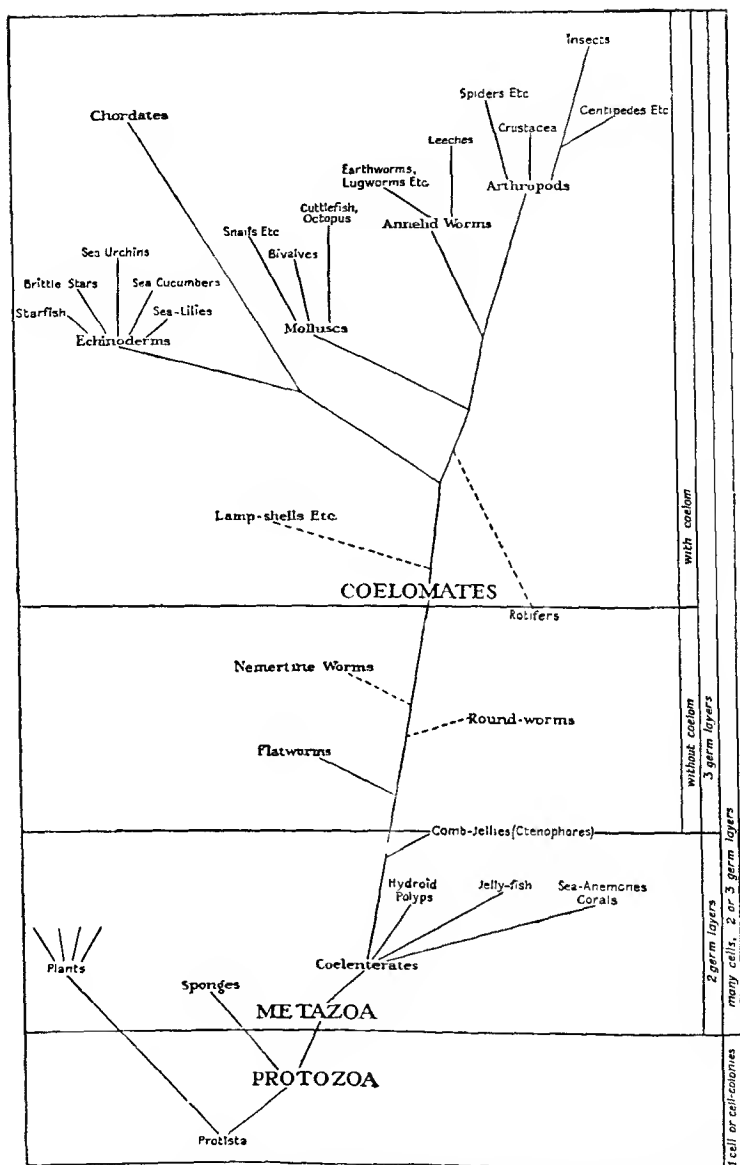 Insects
Spiders Etc
Centipedes Etc
Chordates
Crustacea
Leeches
Earthworms,
Lugworms Etc.
Arthropods
Cuttlefish,
Octopus
Annelid Worms
Snails Etc
Bivalves
Sea Urchins
Brittle Stars
Sea Cucumbers
Starfish
Sea-Lilies
Echinoderms
Molluscs
Lamp-shells Etc.
COELOMATES
Rotifers
Nemertine Worms
Round-worms
Flatworms
Comb-Jellies (Ctenophores)
Hydroid
Polyps
Jelly-fish
Sea-Anemones
Corals
Plants
Coelenterates
Sponges
METAZOA
PROTOZOA
Protista
with coelom
without coelom
3 germ layers
2 germ layers
many cells, 2 or 3 germ layers
cell or cell-colonies